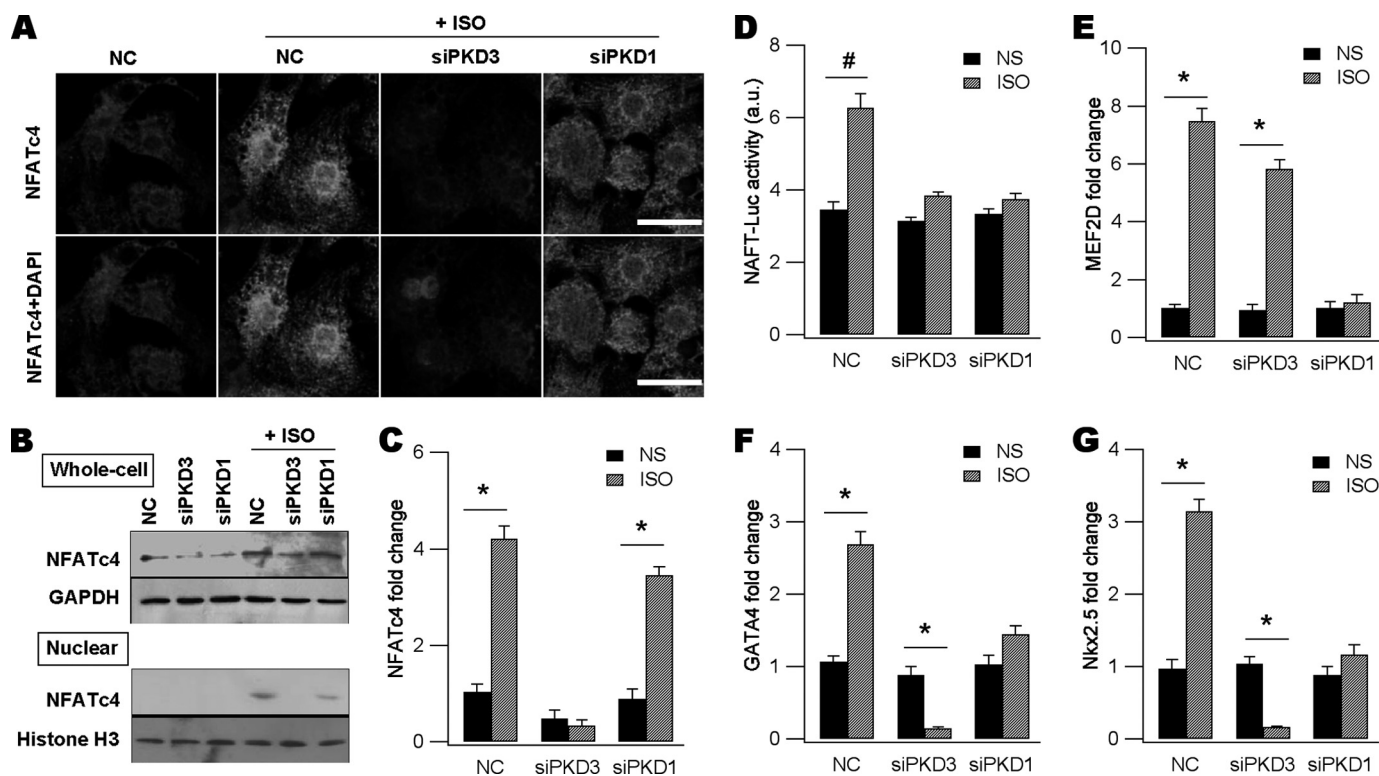 A
+ ISO
NC
NC
siPKD3
siPKD1
NFATc4
NFATc4+DAPI
B
+ ISO
Whole-cell
NC
siPKD3
siPKD1
NC
siPKD3
siPKD1
NFATc4
GAPDH
Nuclear
NFATc4
Histone H3
C
NFATc4 fold change
6
4
2
0
NS
ISO
*
*
NC
siPKD3
siPKD1
D
NAFT-Luc activity (a.u.)
8
6
4
2
0
NS
ISO
#
NC
siPKD3
siPKD1
E
MEF2D fold change
10
8
6
4
2
0
NS
ISO
*
*
NC
siPKD3
siPKD1
F
GATA4 fold change
4
3
2
1
0
NS
ISO
*
*
NC
siPKD3
siPKD1
G
Nkx2.5 fold change
4
3
2
1
0
NS
ISO
*
*
NC
siPKD3
siPKD1